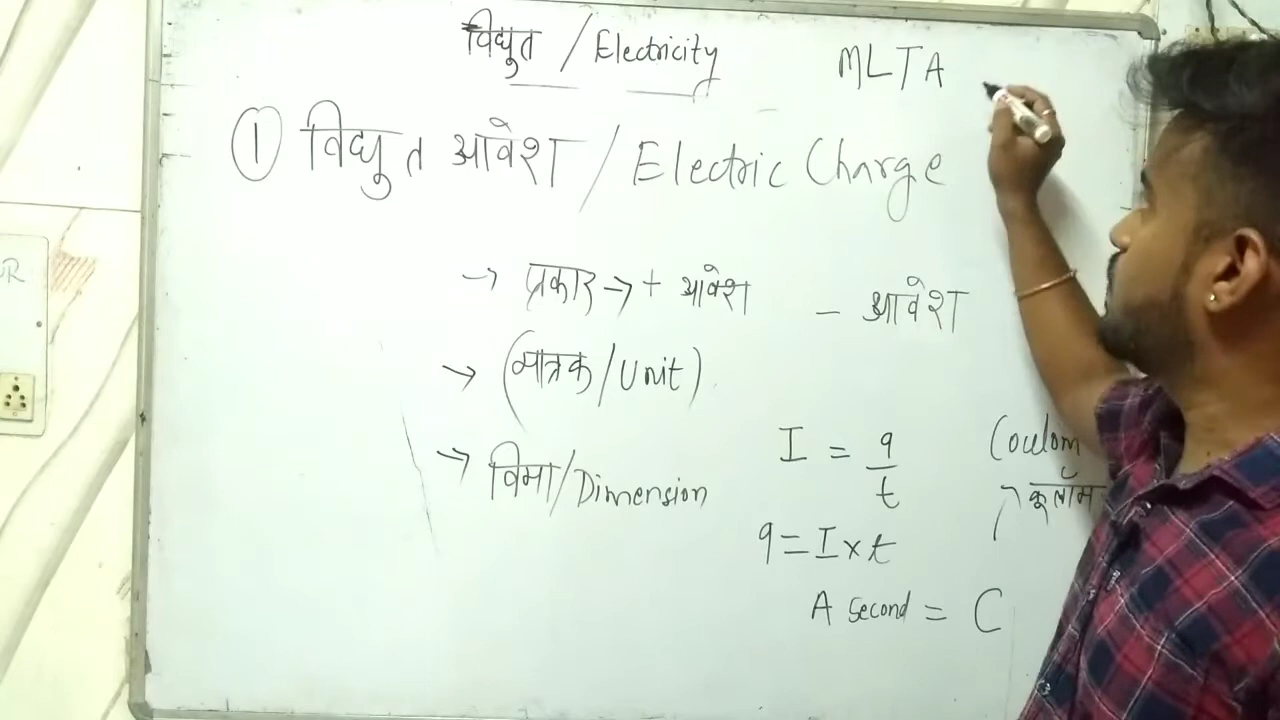 विद्युत / Electricity MLTA
① विद्युत आवेश / Electric Charge
→ प्रकार → + आवेश - आवेश
→ (मात्रक/Unit)
→ विमा/Dimension
I = q/t
Coulom
कूलॉम
q = I × t
A second = C